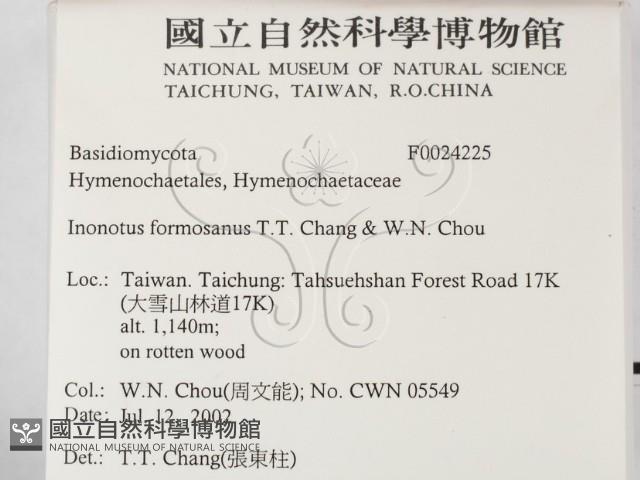 國立自然科學博物館
NATIONAL MUSEUM OF NATURAL SCIENCE
TAICHUNG, TAIWAN, R.O.CHINA
Basidiomycota F0024225
Hymenochaetales, Hymenochaetaceae
Inonotus formosanus T.T. Chang & W.N. Chou
Loc.: Taiwan. Taichung: Tahsuehshan Forest Road 17K
(大雪山林道17K)
alt. 1,140m;
on rotten wood
Col.: W.N. Chou(周文能); No. CWN 05549
Date: Jul. 12, 2002
國立自然科學博物館
NATIONAL MUSEUM OF NATURAL SCIENCE
Det.: T.T. Chang(張東柱)